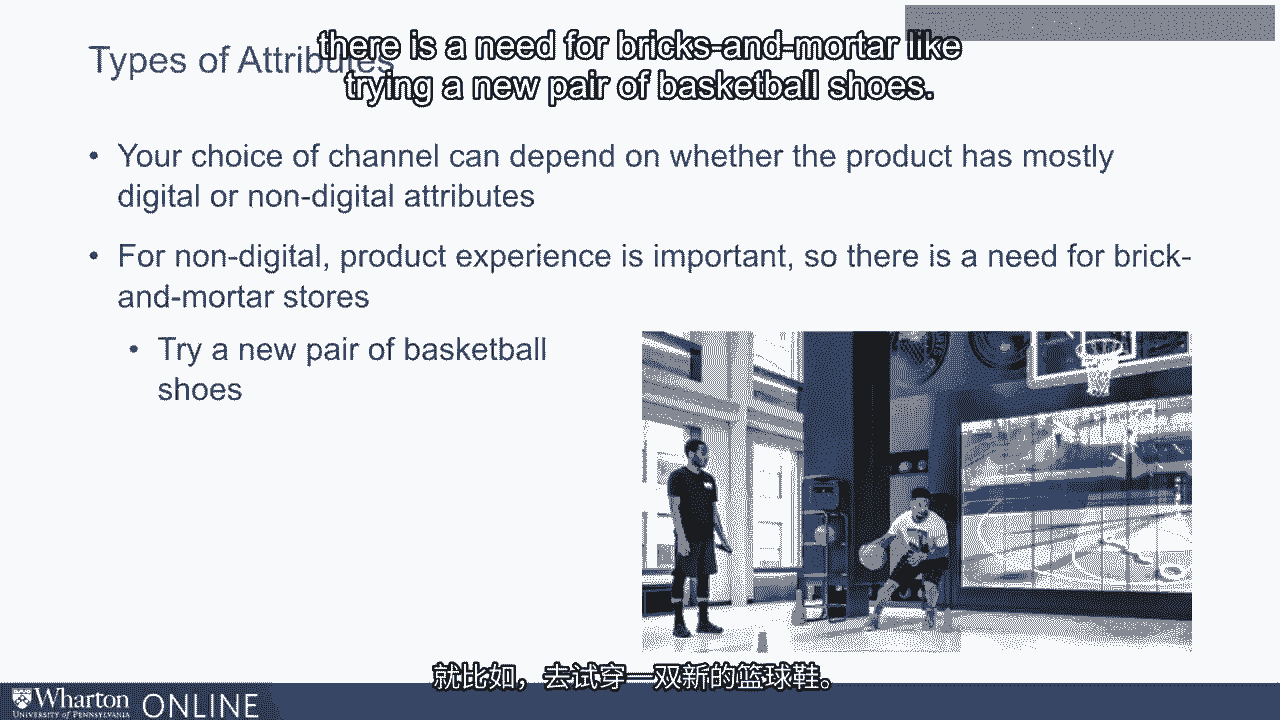 there is a need for bricks-and-mortar like
trying a new pair of basketball shoes.
Types of Attributes
• Your choice of channel can depend on whether the product has mostly
digital or non-digital attributes
• For non-digital, product experience is important, so there is a need for brick-
and-mortar stores
• Try a new pair of basketball
shoes
就比如，去试穿一双新的篮球鞋。
Wharton
UNIVERSITY of PENNSYLVANIA
ONLINE